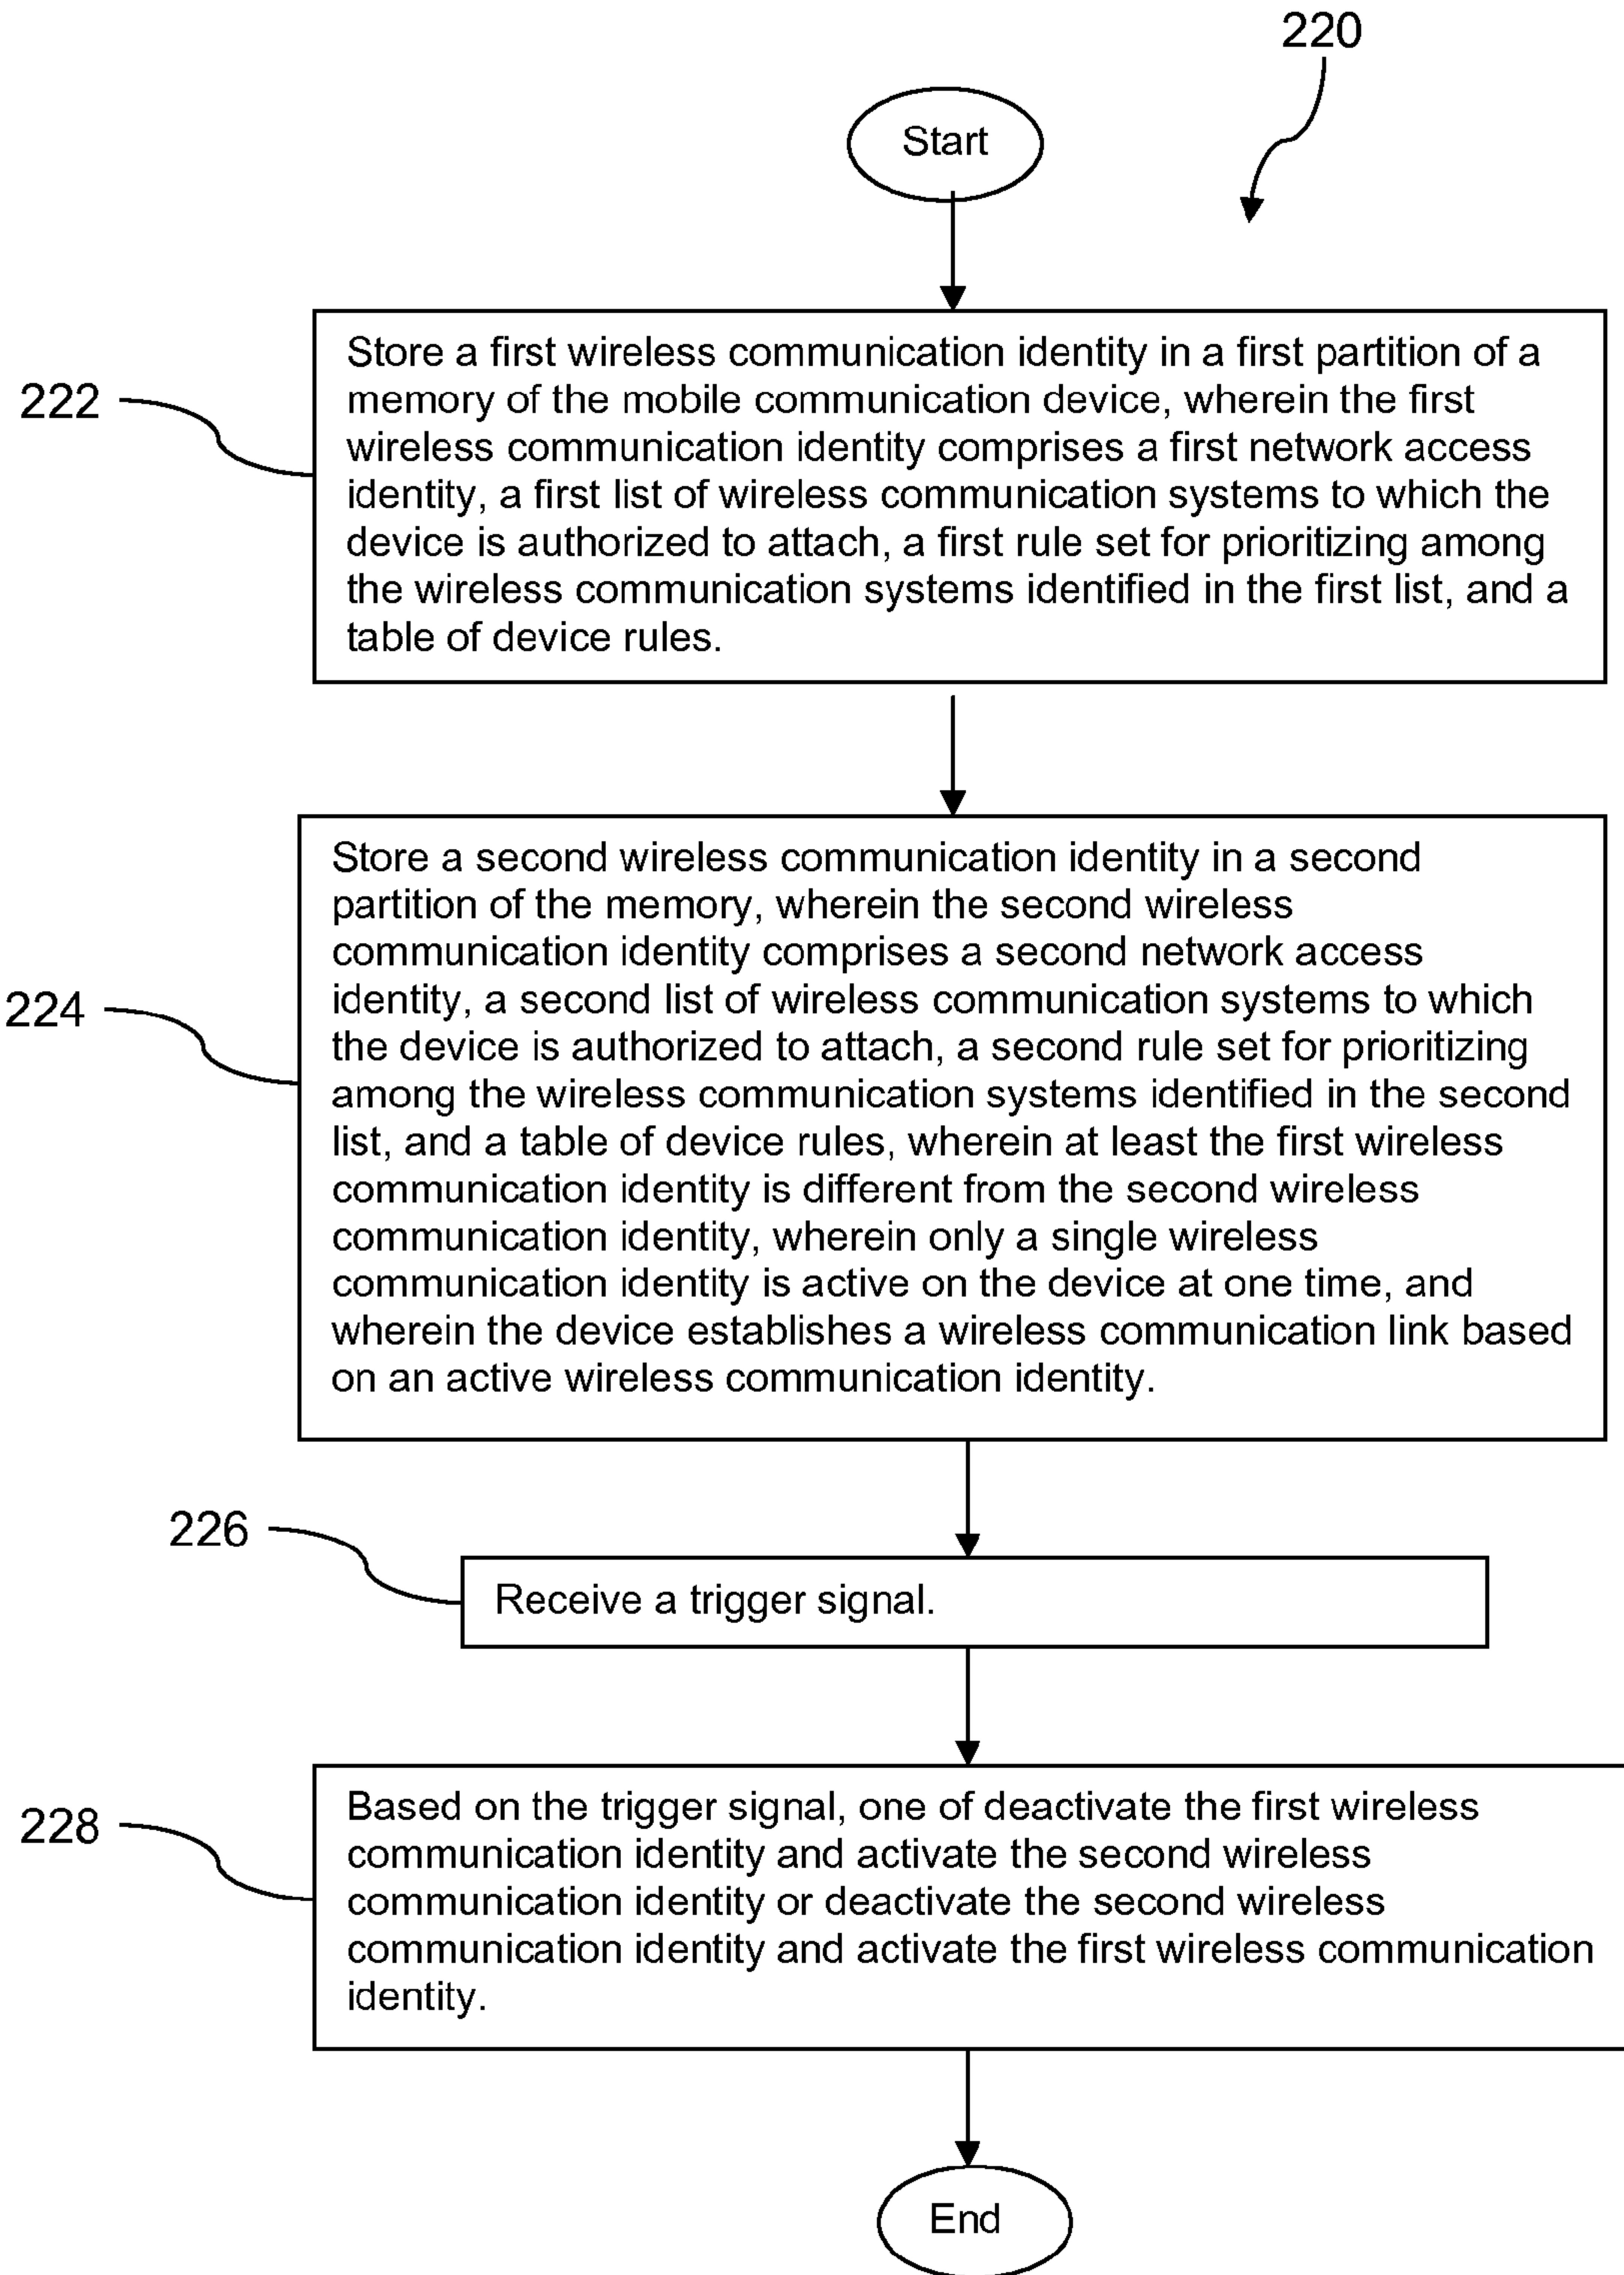 220
Start
222
Store a first wireless communication identity in a first partition of a
memory of the mobile communication device, wherein the first
wireless communication identity comprises a first network access
identity, a first list of wireless communication systems to which the
device is authorized to attach, a first rule set for prioritizing among
the wireless communication systems identified in the first list, and a
table of device rules.
224
Store a second wireless communication identity in a second
partition of the memory, wherein the second wireless
communication identity comprises a second network access
identity, a second list of wireless communication systems to which
the device is authorized to attach, a second rule set for prioritizing
among the wireless communication systems identified in the second
list, and a table of device rules, wherein at least the first wireless
communication identity is different from the second wireless
communication identity, wherein only a single wireless
communication identity is active on the device at one time, and
wherein the device establishes a wireless communication link based
on an active wireless communication identity.
226
Receive a trigger signal.
228
Based on the trigger signal, one of deactivate the first wireless
communication identity and activate the second wireless
communication identity or deactivate the second wireless
communication identity and activate the first wireless communication
identity.
End